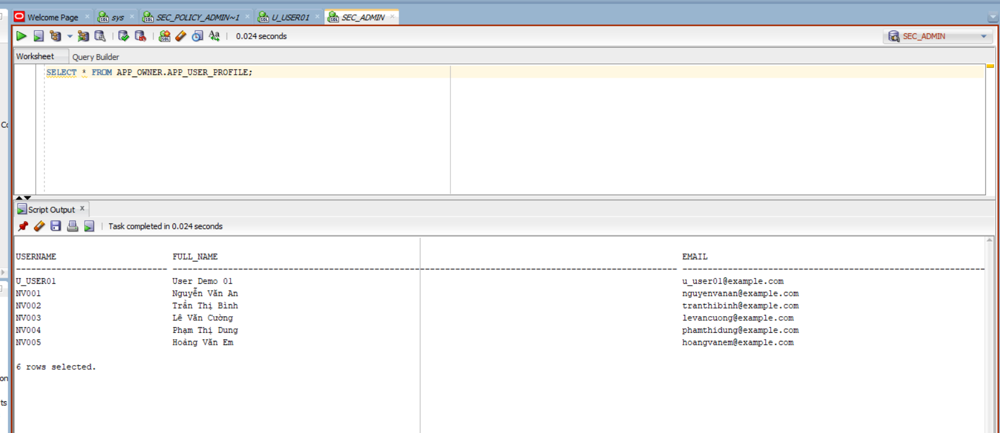 Welcome Page sys SEC_POLICY_ADMIN~1 U_USER01 SEC_ADMIN
0.024 seconds SEC_ADMIN
Worksheet Query Builder
SELECT * FROM APP_OWNER.APP_USER_PROFILE;
Script Output
Task completed in 0.024 seconds
USERNAME FULL_NAME EMAIL
U_USER01 User Demo 01 u_user01@example.com
NV001 Nguyễn Văn An nguyenvanan@example.com
NV002 Trần Thị Bình tranthibinh@example.com
NV003 Lê Văn Cường levancuong@example.com
NV004 Phạm Thị Dung phamthidung@example.com
NV005 Hoàng Văn Em hoangvanem@example.com
6 rows selected.